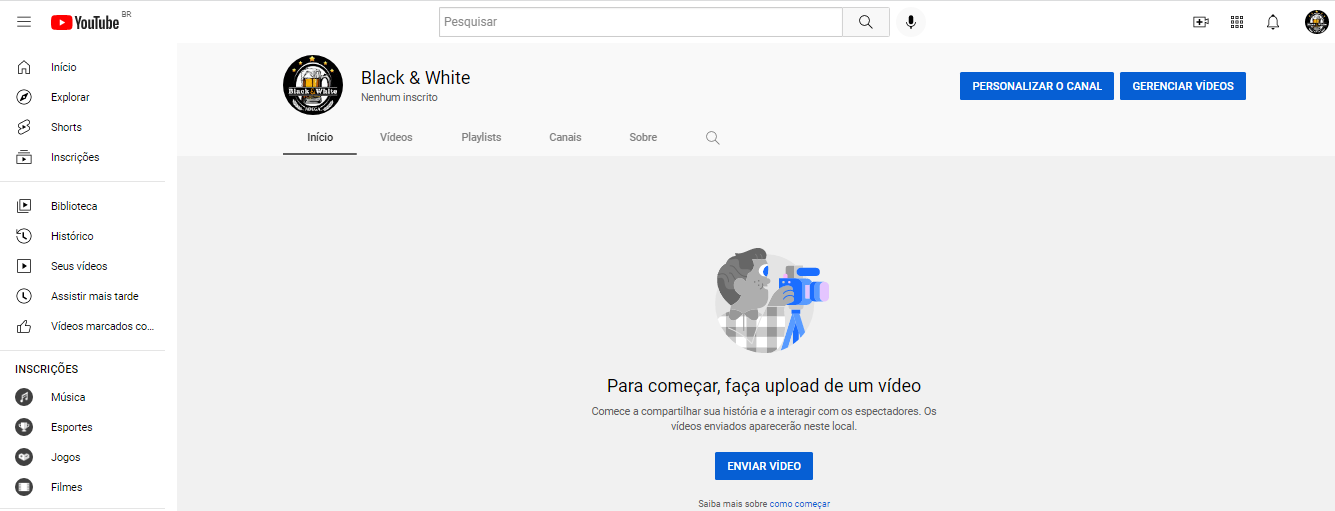 YouTube BR
Pesquisar
Início
Explorar
Shorts
Inscrições
Biblioteca
Histórico
Seus vídeos
Assistir mais tarde
Vídeos marcados co...
INSCRIÇÕES
Música
Esportes
Jogos
Filmes
Black & White
Black & White
Nenhum inscrito
PERSONALIZAR O CANAL
GERENCIAR VÍDEOS
Início Vídeos Playlists Canais Sobre
Para começar, faça upload de um vídeo
Comece a compartilhar sua história e a interagir com os espectadores. Os
vídeos enviados aparecerão neste local.
ENVIAR VÍDEO
Saiba mais sobre como começar